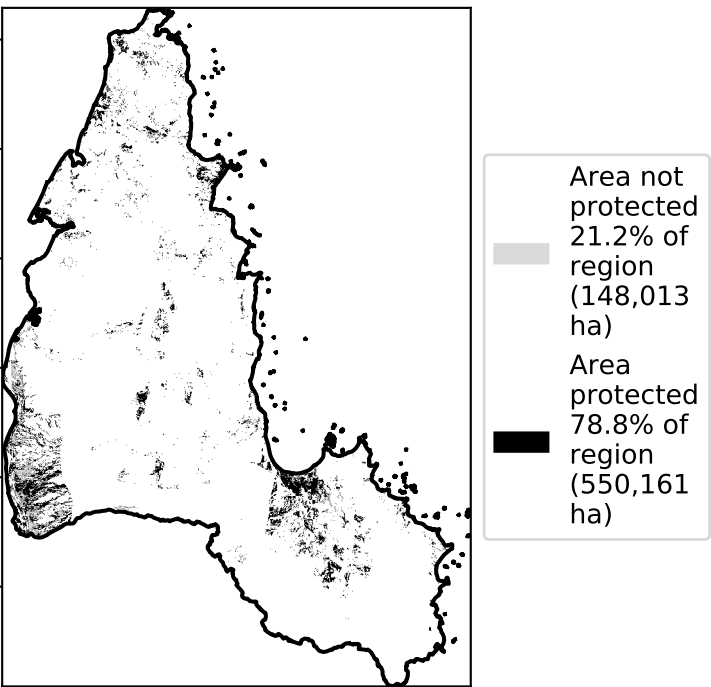 Area not
protected
21.2% of
region
(148,013
ha)
Area
protected
78.8% of
region
(550,161
ha)